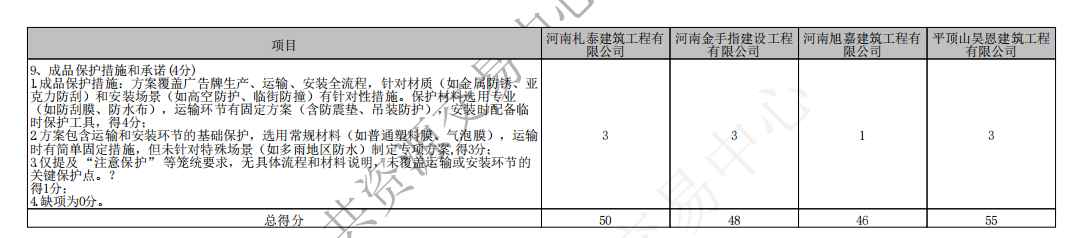 项目
河南札泰建筑工程有限公司
河南金手指建设工程有限公司
河南旭嘉建筑工程有限公司
平顶山昊恩建筑工程有限公司
9、成品保护措施和承诺(4分)
1.成品保护措施：方案覆盖广告牌生产、运输、安装全流程，针对材质（如金属防锈、亚
克力防刮）和安装场景（如高空防护、临街防撞）有针对性措施。保护材料选用专业
（如防刮膜、防水布），运输环节有固定方案（含防震垫、吊装防护），安装时配备临
时保护工具，得4分；
2方案包含运输和安装环节的基础保护，选用常规材料（如普通塑料膜、气泡膜），运输
时有简单固定措施，但未针对特殊场景（如多雨地区防水）制定专项方案,得3分；
3.仅提及“注意保护”等笼统要求，无具体流程和材料说明，未覆盖运输或安装环节的
关键保护点。?
得1分；
4.缺项为0分。
3
3
1
3
总得分
50
48
46
55
共资源交易中心
交易中心